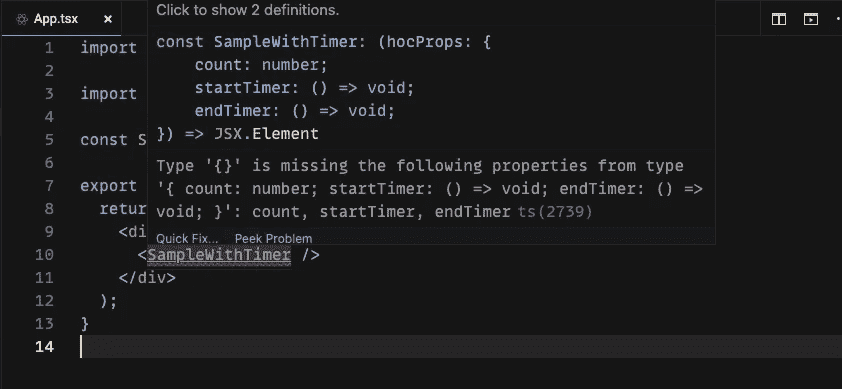 App.tsx ×
Click to show 2 definitions.
const SampleWithTimer: (hocProps: {
count: number;
startTimer: () => void;
endTimer: () => void;
}) => JSX.Element
Type '{}' is missing the following properties from type
'{ count: number; startTimer: () => void; endTimer: () =>
void; }': count, startTimer, endTimer ts(2739)
Quick Fix... Peek Problem
1 import
2
3 import
4
5 const S
6
7 export
8 retur
9 <di
10 <SampleWithTimer />
11 </div>
12 );
13 }
14